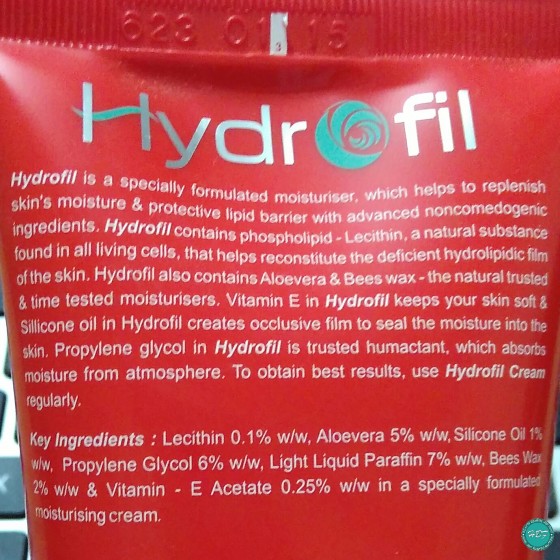 623 01 15
3
Hydrofil
Hydrofil is a specially formulated moisturiser, which helps to replenish
skin's moisture & protective lipid barrier with advanced noncomedogenic
ingredients. Hydrofil contains phospholipid - Lecithin, a natural substance
found in all living cells, that helps reconstitute the deficient hydrolipidic film
of the skin. Hydrofil also contains Aloevera & Bees wax - the natural trusted
& time tested moisturisers. Vitamin E in Hydrofil keeps your skin soft &
Sillicone oil in Hydrofil creates occlusive film to seal the moisture into the
skin. Propylene glycol in Hydrofil is trusted humactant, which absorbs
moisture from atmosphere. To obtain best results, use Hydrofil Cream
regularly.
Key Ingredients : Lecithin 0.1% w/w, Aloevera 5% w/w, Silicone Oil 1%
w/w, Propylene Glycol 6% w/w, Light Liquid Paraffin 7% w/w, Bees Wax
2% w/w & Vitamin - E Acetate 0.25% w/w in a specially formulated
moisturising cream.